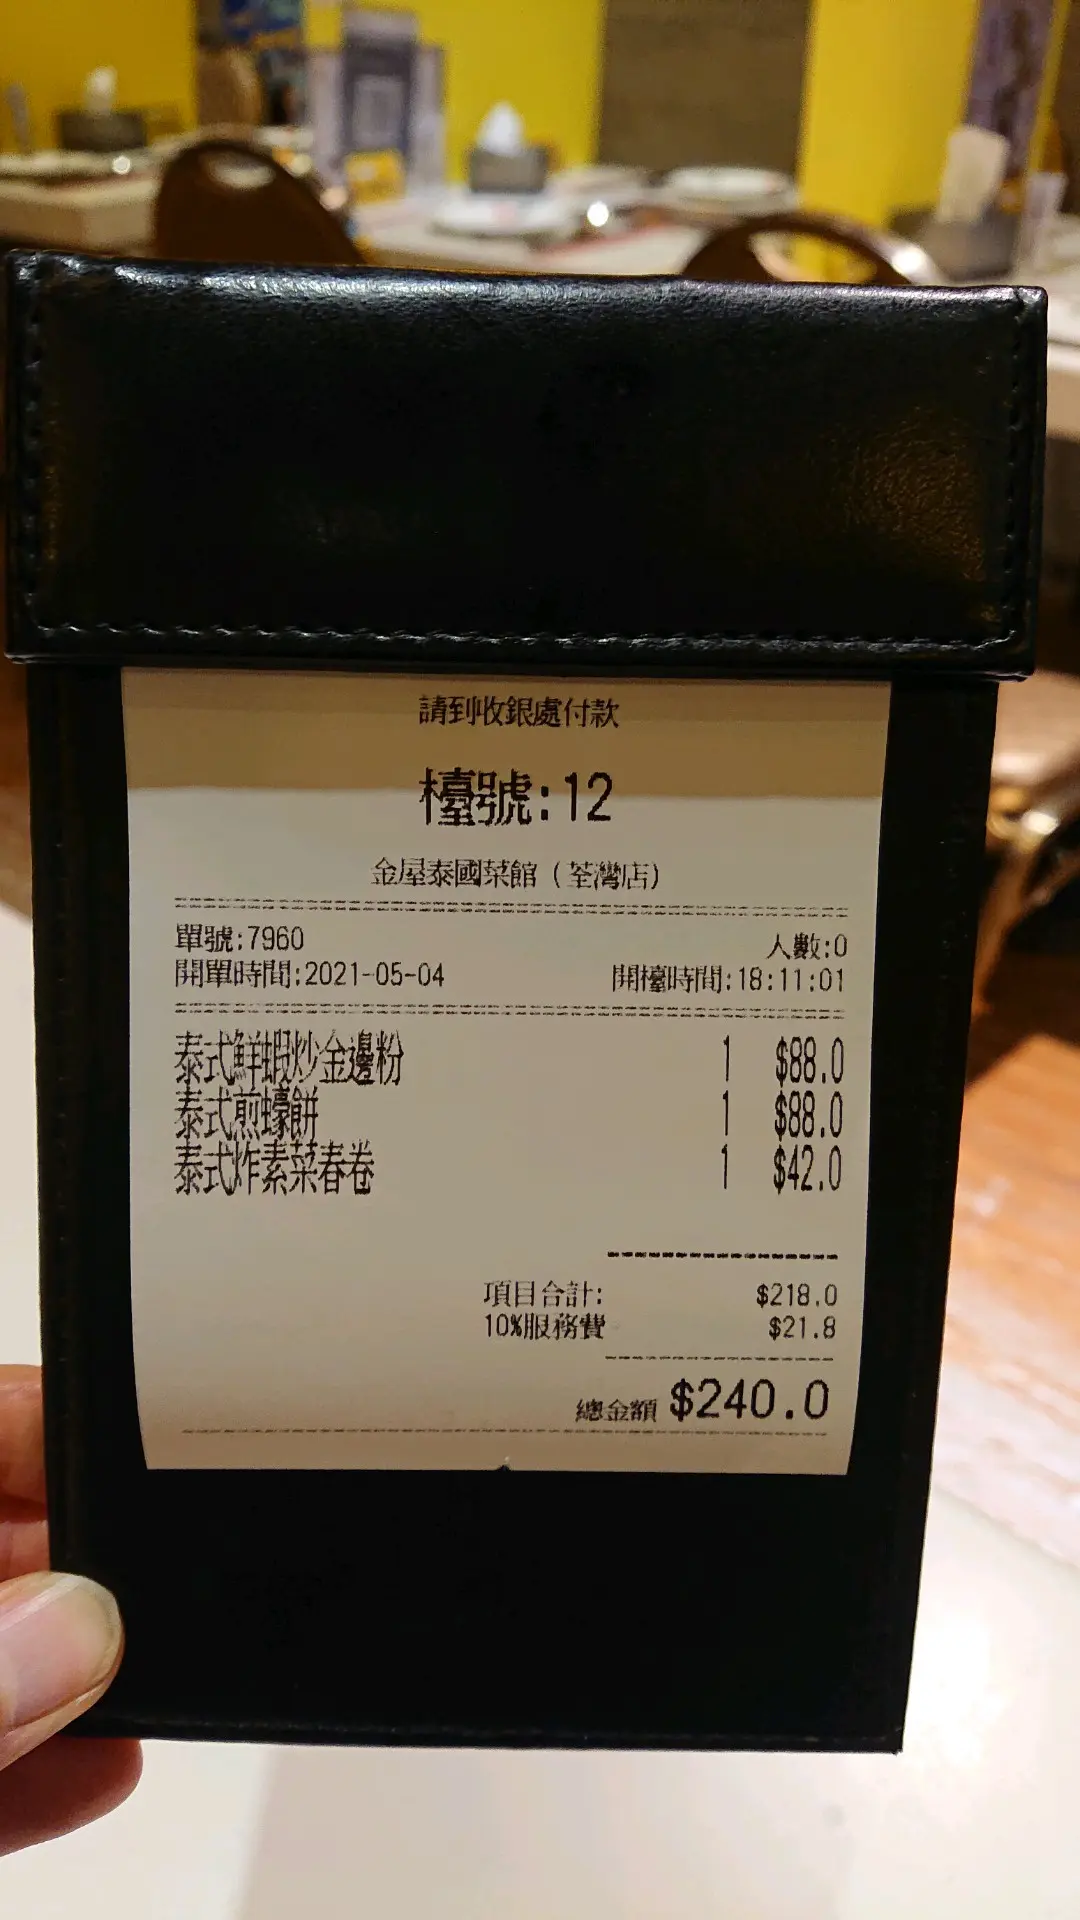 請到收銀處付款
檯號:12
金屋泰國菜館（荃灣店）
單號:7960 人數:0
開單時間:2021-05-04 開檯時間:18:11:01
泰式鮮蝦炒金邊粉 1 $88.0
泰式煎蠔餅 1 $88.0
泰式炸素菜春卷 1 $42.0
項目合計: $218.0
10%服務費 $21.8
總金額 $240.0